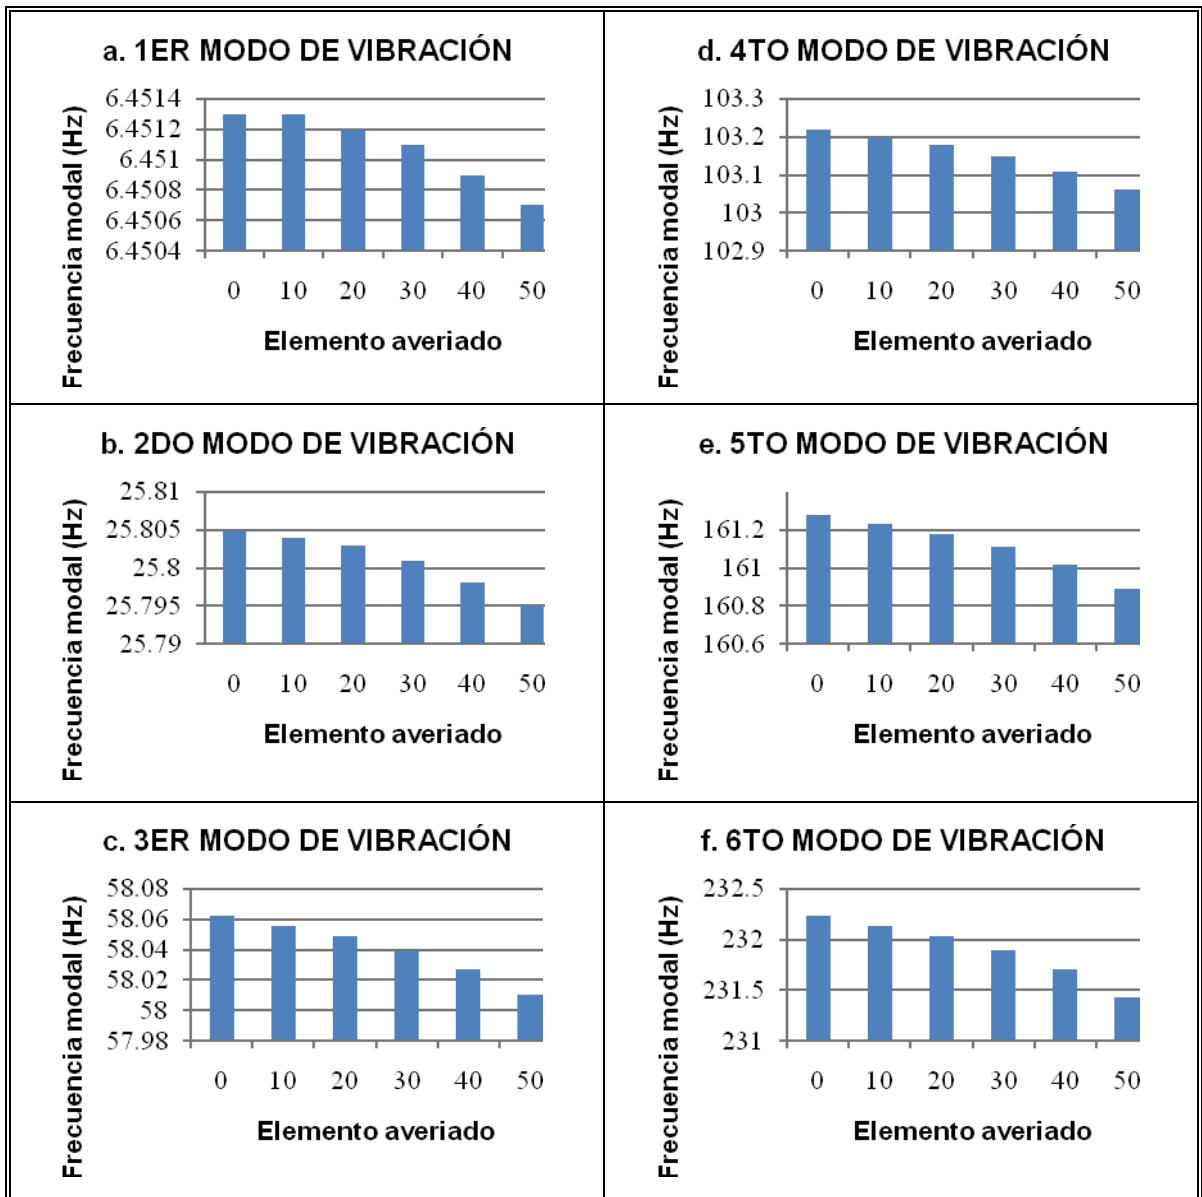 a. 1ER MODO DE VIBRACIÓN
Frecuencia modal (Hz)
6.4514
6.4512
6.451
6.4508
6.4506
6.4504
0 10 20 30 40 50
Elemento averiado
d. 4TO MODO DE VIBRACIÓN
Frecuencia modal (Hz)
103.3
103.2
103.1
103
102.9
0 10 20 30 40 50
Elemento averiado
b. 2DO MODO DE VIBRACIÓN
Frecuencia modal (Hz)
25.81
25.805
25.8
25.795
25.79
0 10 20 30 40 50
Elemento averiado
e. 5TO MODO DE VIBRACIÓN
Frecuencia modal (Hz)
161.2
161
160.8
160.6
0 10 20 30 40 50
Elemento averiado
c. 3ER MODO DE VIBRACIÓN
Frecuencia modal (Hz)
58.08
58.06
58.04
58.02
58
57.98
0 10 20 30 40 50
Elemento averiado
f. 6TO MODO DE VIBRACIÓN
Frecuencia modal (Hz)
232.5
232
231.5
231
0 10 20 30 40 50
Elemento averiado